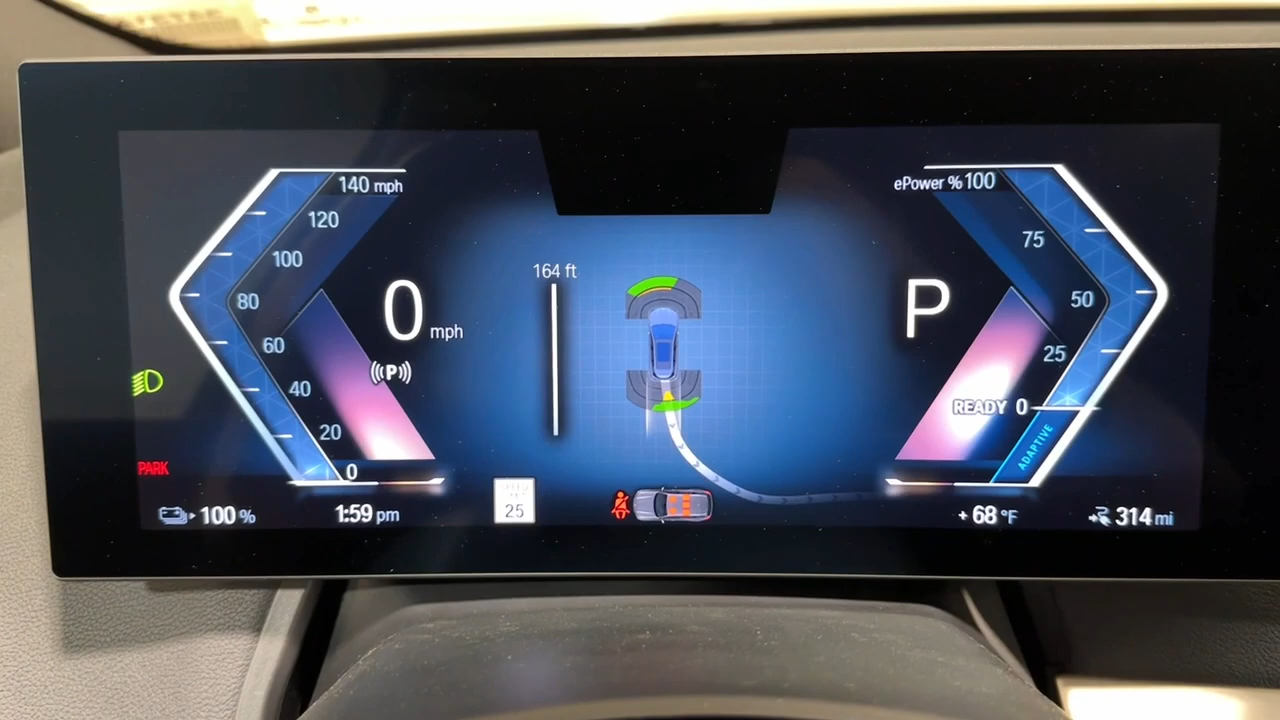 140 mph
120
100
80
60
40
20
0
0 mph
(P)
PARK
100 %
1:59 pm
164 ft
25
ePower % 100
75
50
25
READY 0
ADAPTIVE
P
+ 68 °F
314 mi